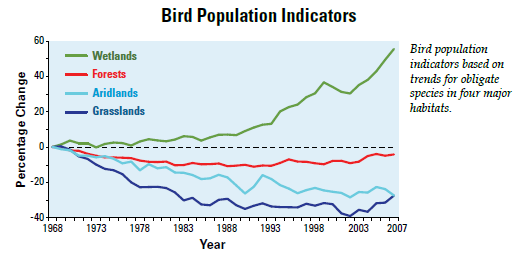 Bird Population Indicators
Percentage Change
60
40
20
0
-20
-40
Wetlands
Forests
Aridlands
Grasslands
1968 1973 1978 1983 1988 1993 1998 2003 2007
Year
Bird population
indicators based on
trends for obligate
species in four major
habitats.